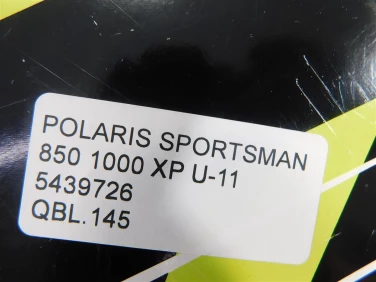 POLARIS SPORTSMAN
850 1000 XP U-11
5439726
QBL.145